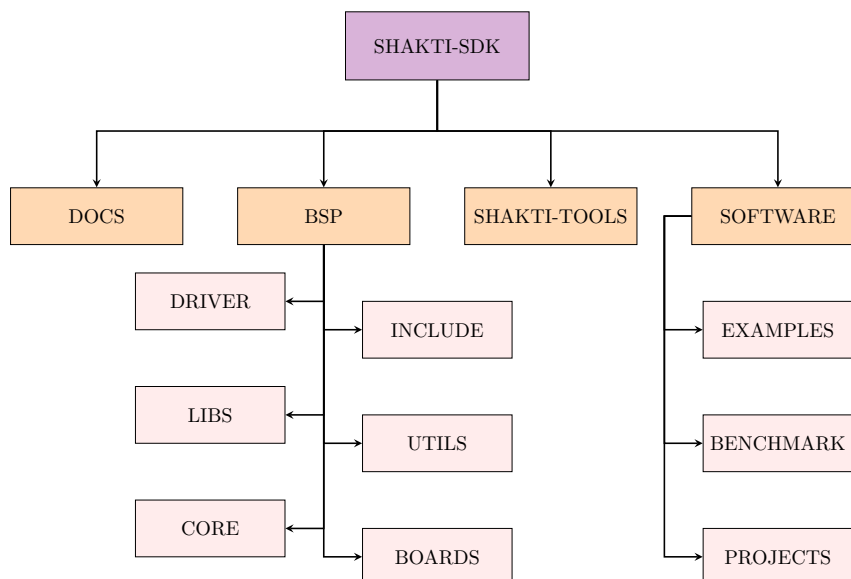 SHAKTI-SDK
DOCS
BSP
SHAKTI-TOOLS
SOFTWARE
DRIVER
INCLUDE
EXAMPLES
LIBS
UTILS
BENCHMARK
CORE
BOARDS
PROJECTS